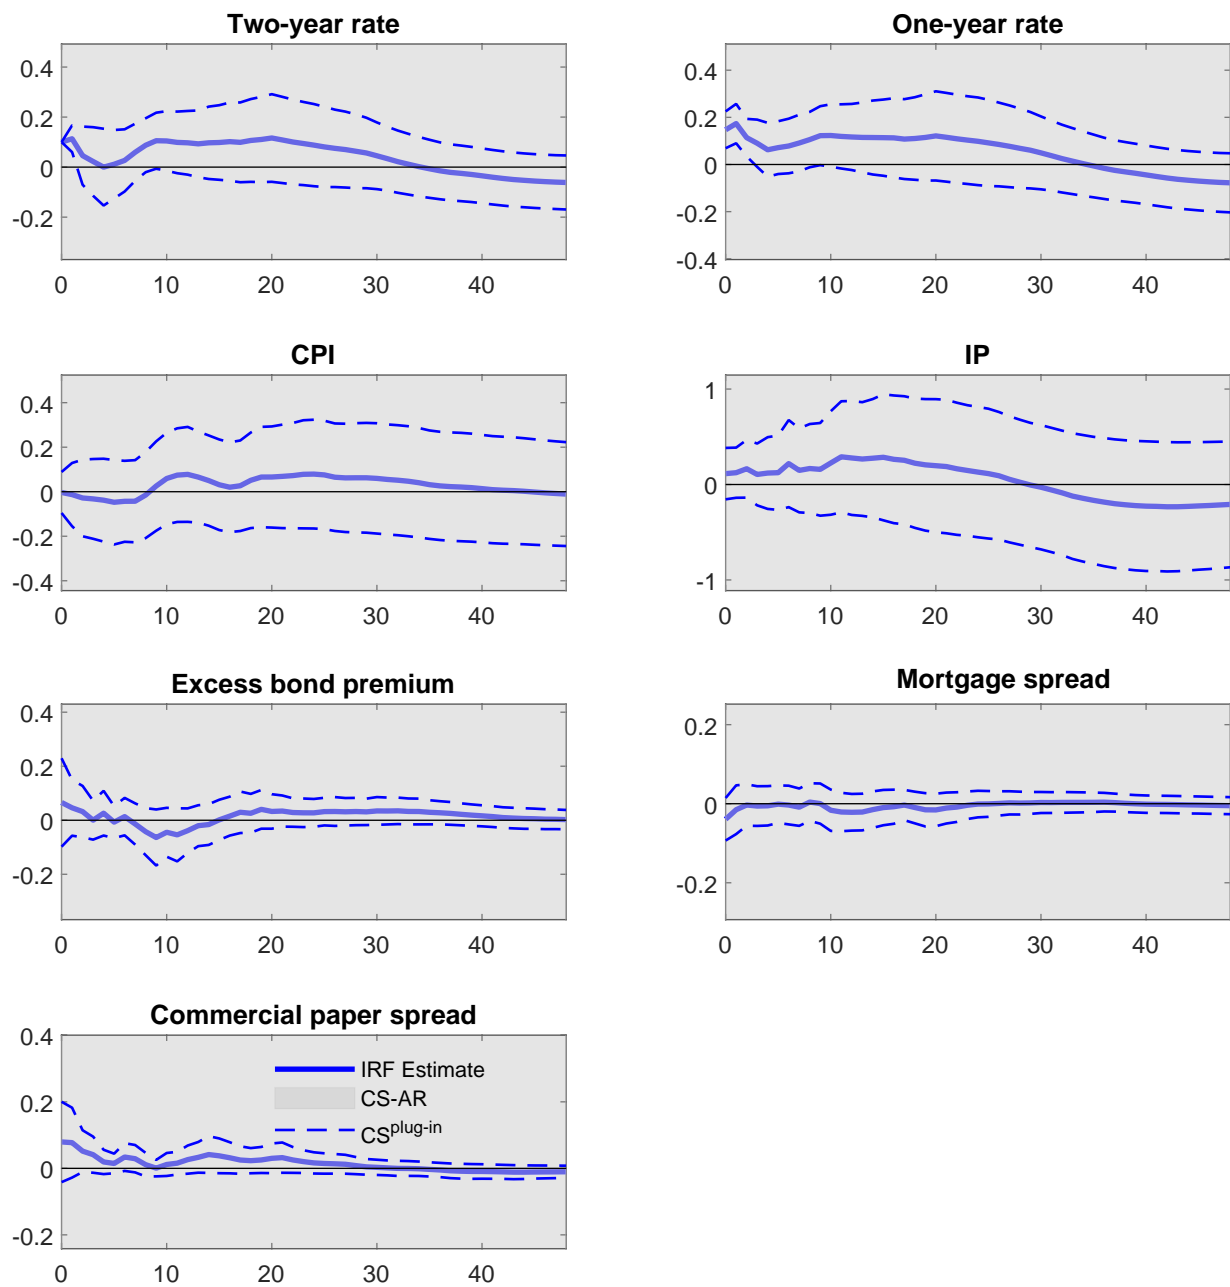 Two-year rate
0.4
0.2
0
-0.2
0 10 20 30 40
One-year rate
0.4
0.2
0
-0.2
-0.4
0 10 20 30 40
CPI
0.4
0.2
0
-0.2
-0.4
0 10 20 30 40
IP
1
0
-1
0 10 20 30 40
Excess bond premium
0.4
0.2
0
-0.2
0 10 20 30 40
Mortgage spread
0.2
0
-0.2
0 10 20 30 40
Commercial paper spread
0.4
0.2
0
-0.2
0 10 20 30 40
IRF Estimate
CS-AR
CS^plug-in